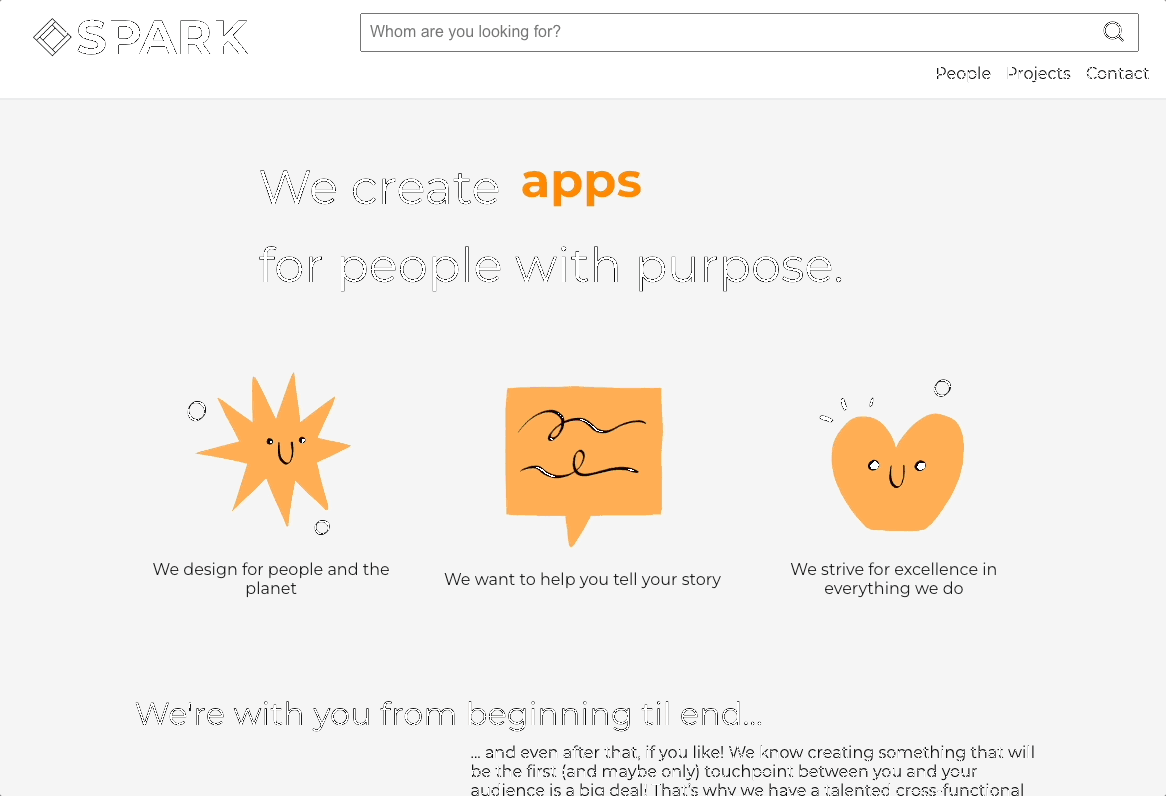 SPARK
Whom are you looking for?
People Projects Contact
We create apps
for people with purpose.
We design for people and the
planet
We want to help you tell your story
We strive for excellence in
everything we do
We're with you from beginning til end...
... and even after that, if you like! We know creating something that will
be the first (and maybe only) touchpoint between you and your
audience is a big deal! That's why we have a talented cross-functional